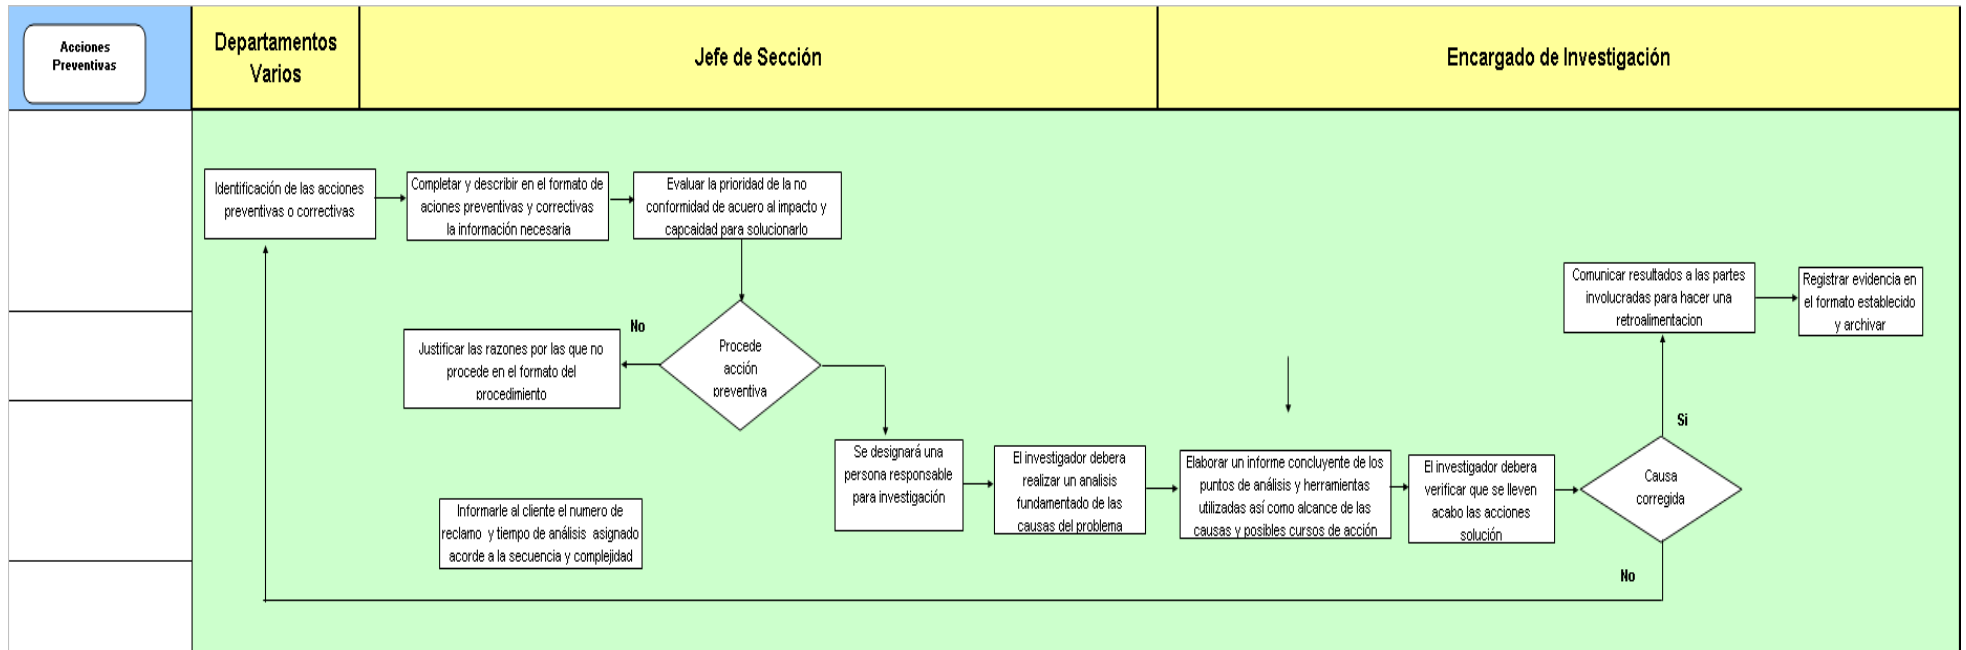 Acciones
Preventivas
Departamentos
Varios
Jefe de Sección
Encargado de Investigación
Identificación de las acciones
preventivas o correctivas
Completar y describir en el formato de
aciones preventivas y correctivas
la información necesaria
Evaluar la prioridad de la no
conformidad de acuero al impacto y
capcaidad para solucionarlo
No
Justificar las razones por las que no
procede en el formato del
procedimiento
Procede
acción
preventiva
Se designará una
persona responsable
para investigación
El investigador debera
realizar un analisis
fundamentado de las
causas del problema
Elaborar un informe concluyente de los
puntos de análisis y herramientas
utilizadas así como alcance de las
causas y posibles cursos de acción
El investigador debera
verificar que se lleven
acabo las acciones
solución
Causa
corregida
Si
Comunicar resultados a las partes
involucradas para hacer una
retroalimentacion
Registrar evidencia en
el formato establecido
y archivar
No
Informarle al cliente el numero de
reclamo y tiempo de análisis asignado
acorde a la secuencia y complejidad